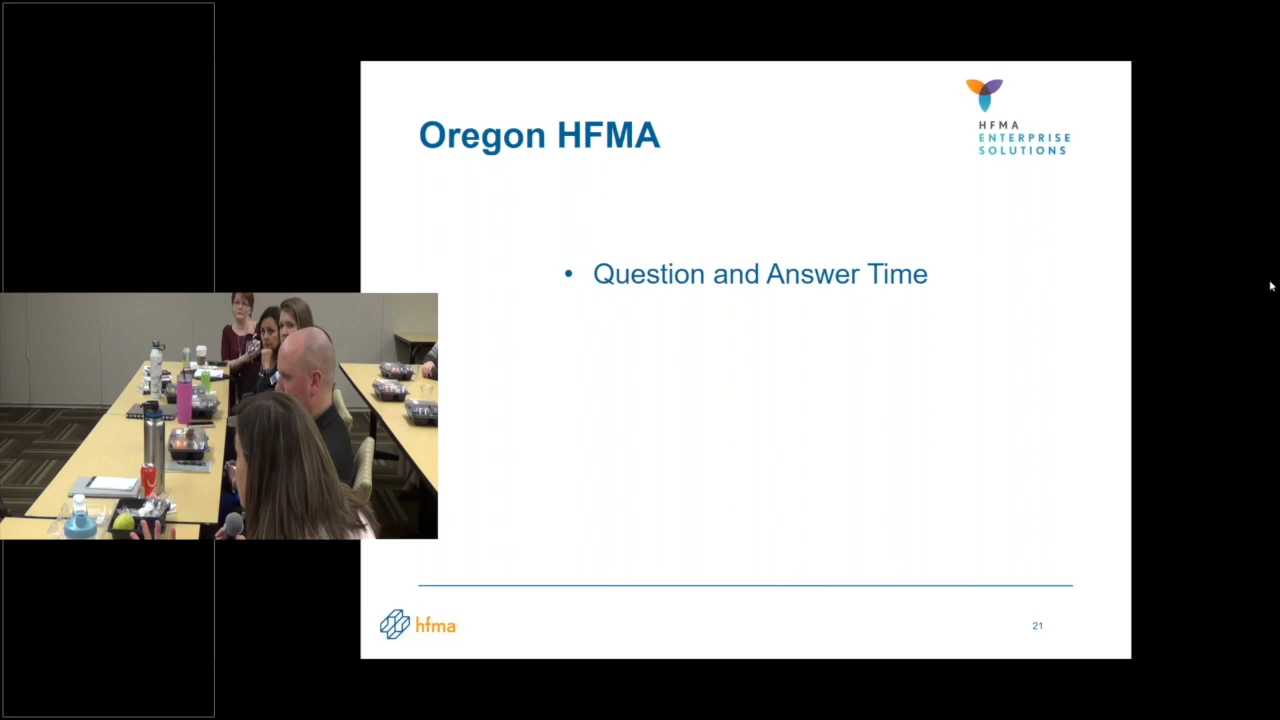 Oregon HFMA
HFMA
ENTERPRISE
SOLUTIONS
• Question and Answer Time
hfma
21